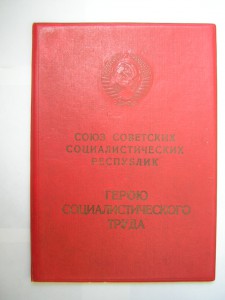 СОЮЗ СОВЕТСКИХ
СОЦИАЛИСТИЧЕСКИХ
РЕСПУБЛИК
ГЕРОЮ
СОЦИАЛИСТИЧЕСКОГО
ТРУДА